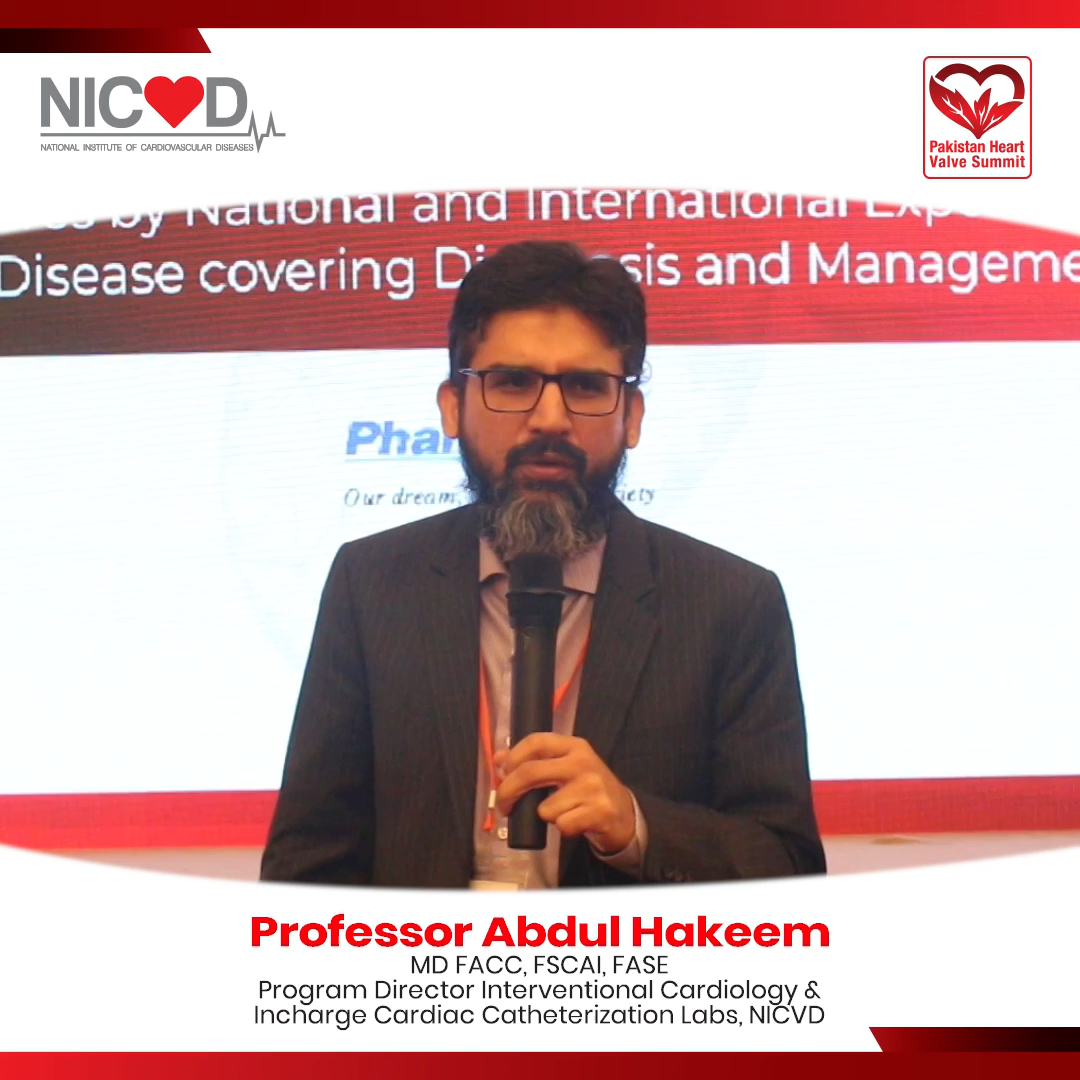 NICVD
NATIONAL INSTITUTE OF CARDIOVASCULAR DISEASES
Pakistan Heart
Valve Summit
by National and International
Disease covering and
Our dream,
Professor Abdul Hakeem
MD FACC, FSCAI, FASE
Program Director Interventional Cardiology &
Incharge Cardiac Catheterization Labs, NICVD